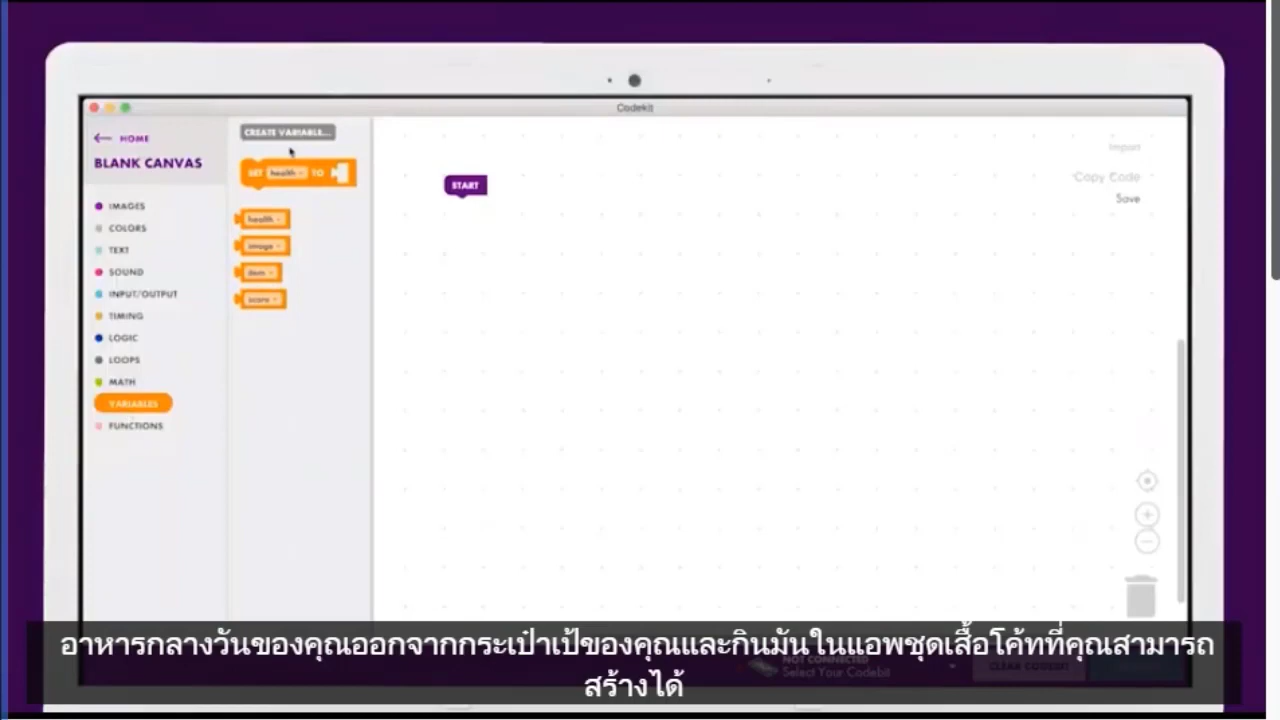 Codekit
HOME
BLANK CANVAS
IMAGES
COLORS
TEXT
SOUND
INPUT/OUTPUT
TIMING
LOGIC
LOOPS
MATH
VARIABLES
FUNCTIONS
CREATE VARIABLE...
SET health TO
health
image
item
score
START
Import
Copy Code
Save
NOT CONNECTED
Select Your Codebit
CLEAR CODEBIT
อาหารกลางวันของคุณออกจากกระเป๋าเป้ของคุณและกินมันในแอพชุดเสื้อโค้ทที่คุณสามารถ
สร้างได้